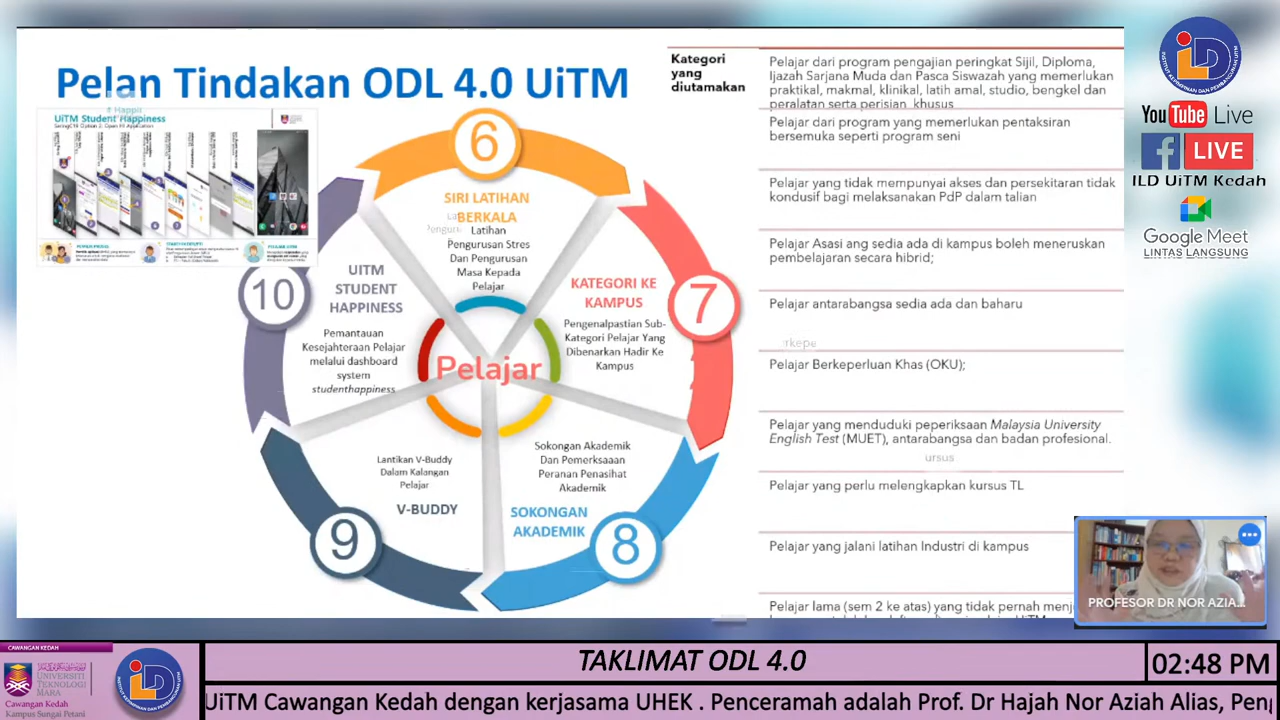 Pelan Tindakan ODL 4.0 UiTM
UiTM Student Happiness
6
SIRI LATIHAN
BERKALA
Latihan
Pengurusan Stres
Dan Pengurusan
Masa Kepada
Pelajar
7
KATEGORI KE
KAMPUS
Pengenalpastian Sub-
Kategori Pelajar Yang
Dibenarkan Hadir Ke
Kampus
8
Sokongan Akademik
Dan Pemerksaaan
Peranan Penasihat
Akademik
SOKONGAN
AKADEMIK
9
Lantikan V-Buddy
Dalam Kalangan
Pelajar
V-BUDDY
10
UITM
STUDENT
HAPPINESS
Pemantauan
Kesejahteraan Pelajar
melalui dashboard
system
studenthappiness
Pelajar
Kategori
yang
diutamakan
Pelajar dari program pengajian peringkat Sijil, Diploma,
Ijazah Sarjana Muda dan Pasca Siswazah yang memerlukan
praktikal, makmal, klinikal, latih amal, studio, bengkel dan
peralatan serta perisian khusus
Pelajar dari program yang memerlukan pentaksiran
bersemuka seperti program seni
Pelajar yang tidak mempunyai akses dan persekitaran tidak
kondusif bagi melaksanakan PdP dalam talian
Pelajar Asasi ang sedia ada di kampus boleh meneruskan
pembelajaran secara hibrid;
Pelajar antarabangsa sedia ada dan baharu
Pelajar Berkeperluan Khas (OKU);
Pelajar yang menduduki peperiksaan Malaysia University
English Test (MUET), antarabangsa dan badan profesional.
ursus
Pelajar yang perlu melengkapkan kursus TL
Pelajar yang jalani latihan Industri di kampus
Pelajar lama (sem 2 ke atas) yang tidak pernah
iLD
YouTube Live
f LIVE
ILD UiTM Kedah
Google Meet
LINTAS LANGSUNG
PROFESOR DR NOR AZIA...
CAWANGAN KEDAH
UNIVERSITI
TEKNOLOGI
MARA
Cawangan Kedah
Kampus Sungai Petani
iLD
TAKLIMAT ODL 4.0
02:48 PM
UiTM Cawangan Kedah dengan kerjasama UHEK . Penceramah adalah Prof. Dr Hajah Nor Aziah Alias, Peng